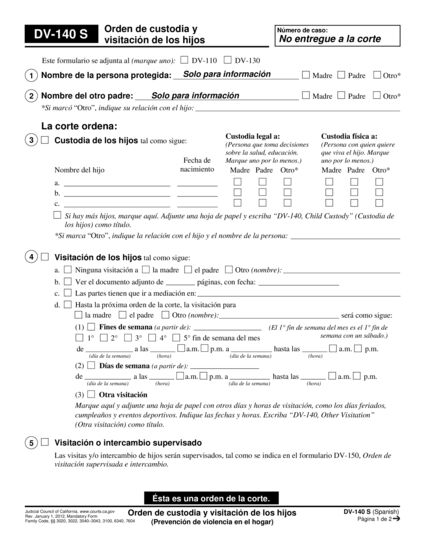 DV-140 S
Orden de custodia y
visitación de los hijos
Número de caso:
No entregue a la corte
Este formulario se adjunta al (marque uno): DV-110 DV-130
1 Nombre de la persona protegida: Solo para información Madre Padre Otro*
2 Nombre del otro padre: Solo para información Madre Padre Otro*
*Si marcó “Otro”, indique su relación con el hijo:
La corte ordena:
3 Custodia de los hijos tal como sigue:
Custodia legal a:
(Persona que toma decisiones
sobre la salud, educación.
Marque uno por lo menos.)
Custodia física a:
(Persona con quien quiere
que viva el hijo. Marque
uno por lo menos.)
Nombre del hijo
Fecha de
nacimiento
Madre Padre Otro* Madre Padre Otro*
a.
b.
c.
Si hay más hijos, marque aquí. Adjunte una hoja de papel y escriba “DV-140, Child Custody” (Custodia de
los hijos) como título.
*Si marca “Otro”, indique la relación con el hijo y el nombre de la persona:
4 Visitación de los hijos tal como sigue:
a. Ninguna visitación a la madre el padre Otro (nombre):
b. Ver el documento adjunto de páginas, con fecha:
c. Las partes tienen que ir a mediación en:
d. Hasta la próxima orden de la corte, la visitación para
la madre el padre Otro (nombre): será como sigue:
(1) Fines de semana (a partir de): (El 1° fin de semana del mes es el 1° fin de
semana con un sábado.)
1° 2° 3° 4° 5° fin de semana del mes
de a las a.m. p.m. a hasta las a.m. p.m.
(día de la semana) (hora) (día de la semana) (hora)
(2) Días de semana (a partir de):
de a las a.m. p.m. a hasta las a.m. p.m.
(día de la semana) (hora) (día de la semana) (hora)
(3) Otra visitación
Marque aquí y adjunte una hoja de papel con otros días y horas de visitación, como los días feriados,
cumpleaños y eventos deportivos. Indique las fechas y horas. Escriba “DV-140, Other Visitation”
(Otra visitación) como título.
5 Visitación o intercambio supervisado
Las visitas y/o intercambio de hijos serán supervisados, tal como se indica en el formulario DV-150, Orden de
visitación supervisada e intercambio.
Ésta es una orden de la corte.
Judicial Council of California, www.courts.ca.gov
Rev. January 1, 2012, Mandatory Form
Family Code, §§ 3020, 3022, 3040–3043, 3100, 6340, 7604
Orden de custodia y visitación de los hijos
(Prevención de violencia en el hogar)
DV-140 S (Spanish)
Página 1 de 2